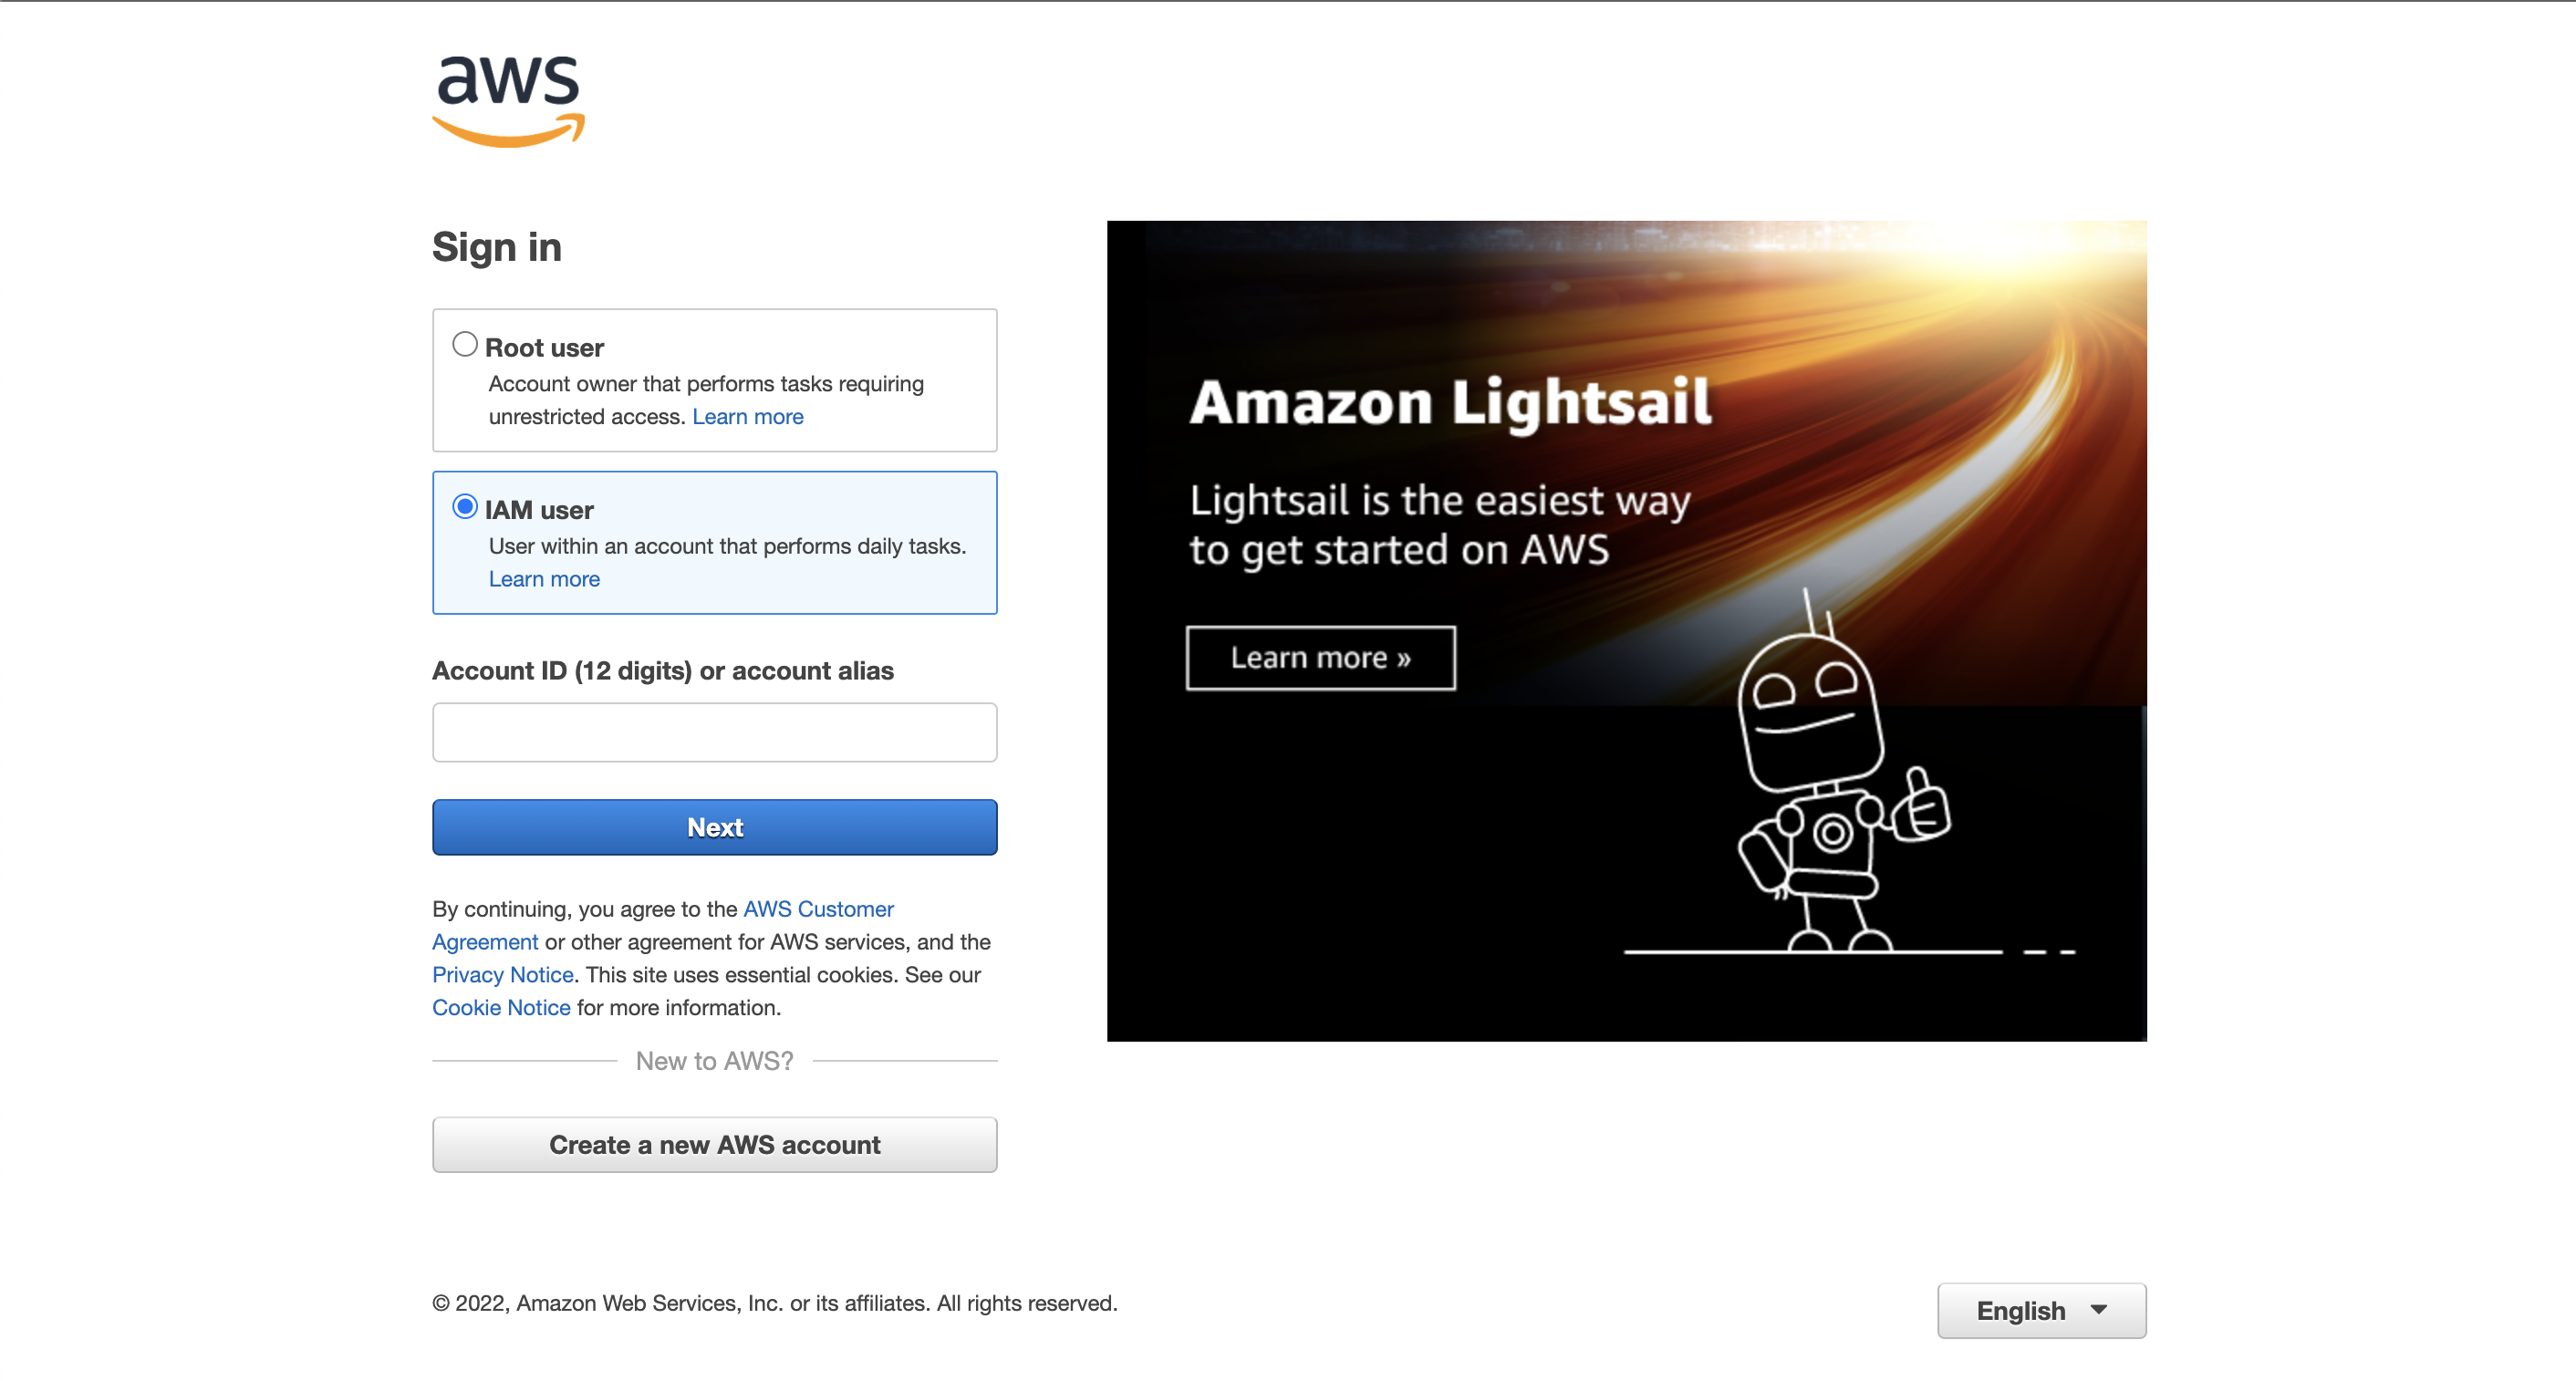 aws
Sign in
Root user
Account owner that performs tasks requiring
unrestricted access. Learn more
IAM user
User within an account that performs daily tasks.
Learn more
Account ID (12 digits) or account alias
Next
By continuing, you agree to the AWS Customer
Agreement or other agreement for AWS services, and the
Privacy Notice. This site uses essential cookies. See our
Cookie Notice for more information.
New to AWS?
Create a new AWS account
Amazon Lightsail
Lightsail is the easiest way
to get started on AWS
Learn more »
© 2022, Amazon Web Services, Inc. or its affiliates. All rights reserved.
English